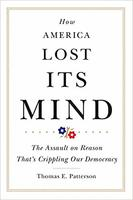 How
AMERICA
LOST ITS
MIND
The Assault on Reason
That's Crippling Our Democracy
Thomas E. Patterson